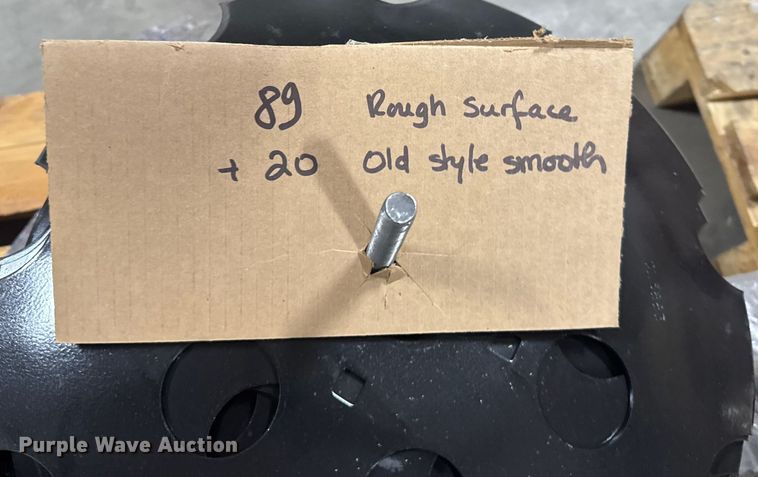 89 Rough Surface
+ 20 Old style smooth
Purple Wave Auction